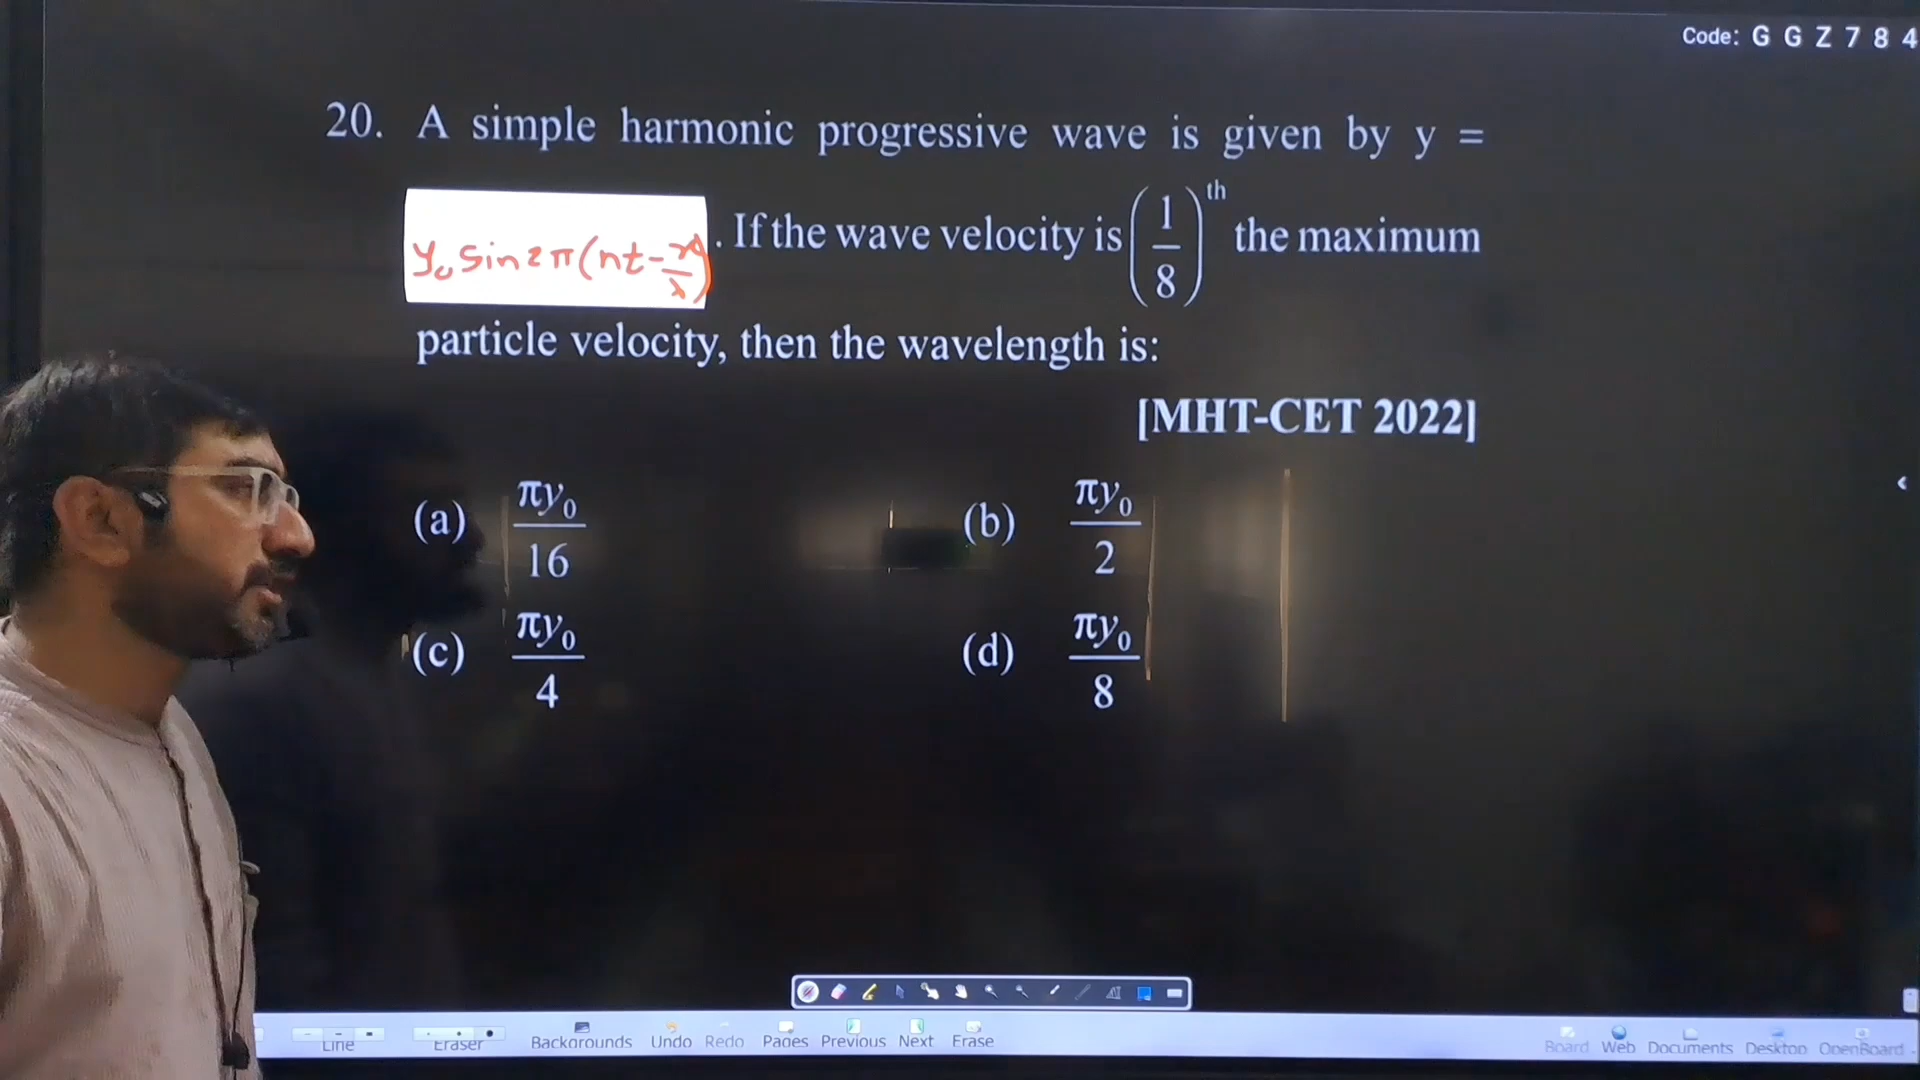 Code: G G Z 7 8 4
20. A simple harmonic progressive wave is given by y =
y₀ sin 2π(nt - x/λ). If the wave velocity is (1/8)th the maximum
particle velocity, then the wavelength is:
[MHT-CET 2022]
(a) πy₀/16 (b) πy₀/2
(c) πy₀/4 (d) πy₀/8
Line Eraser Backgrounds Undo Redo Pages Previous Next Erase Board Web Documents Desktop OpenBoard